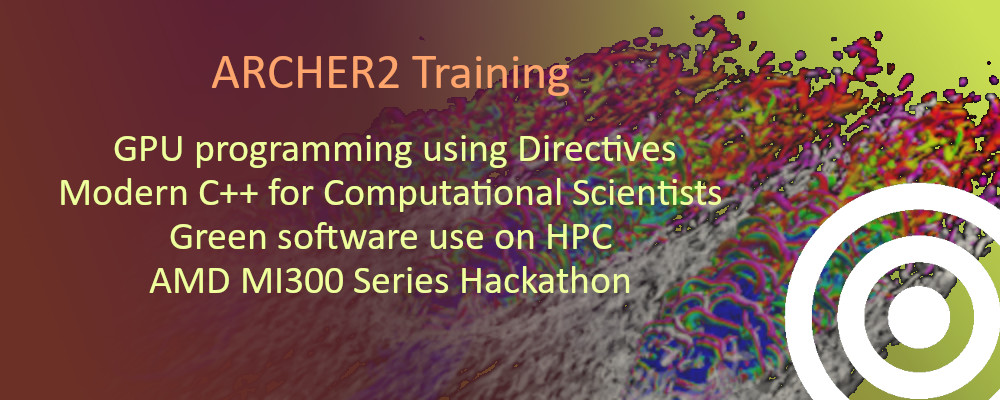 ARCHER2 Training
GPU programming using Directives
Modern C++ for Computational Scientists
Green software use on HPC
AMD MI300 Series Hackathon